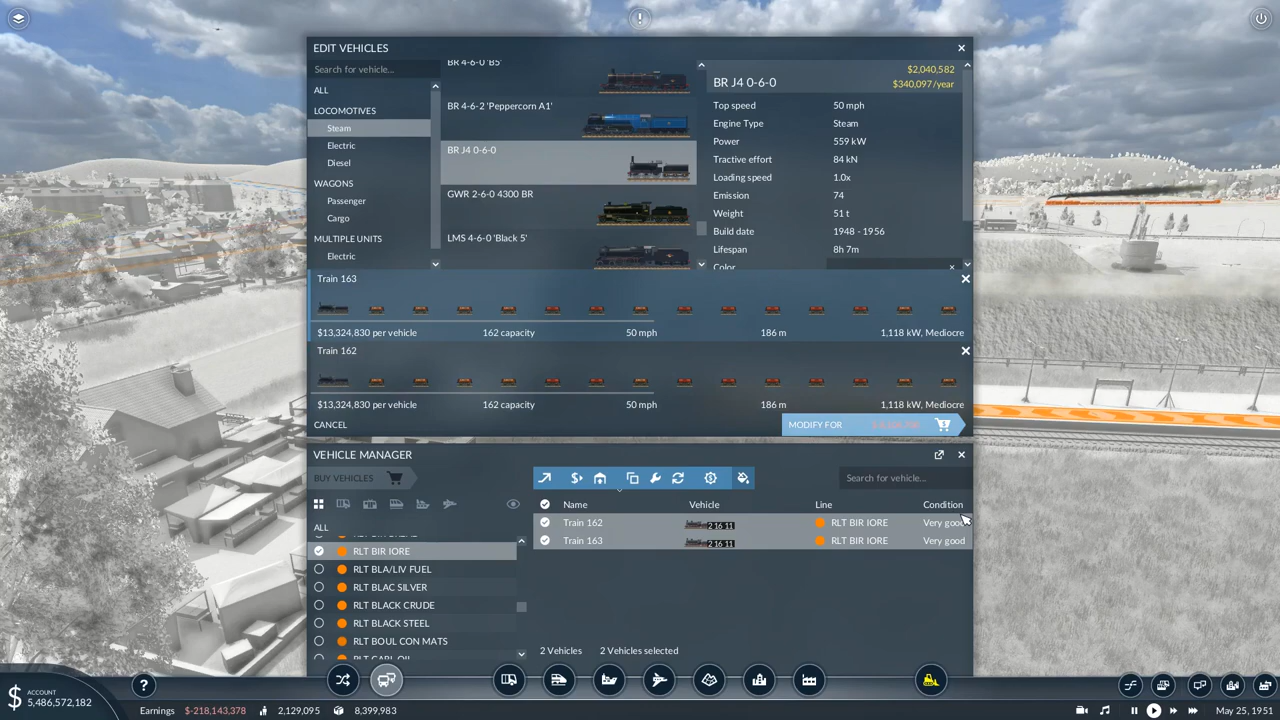 EDIT VEHICLES
Search for vehicle...
ALL
LOCOMOTIVES
Steam
Electric
Diesel
WAGONS
Passenger
Cargo
MULTIPLE UNITS
Electric
BR 4-6-0 'B5'
BR 4-6-2 'Peppercorn A1'
BR J4 0-6-0
GWR 2-6-0 4300 BR
LMS 4-6-0 'Black 5'
BR J4 0-6-0
$2,040,582
$340,097/year
Top speed 50 mph
Engine Type Steam
Power 559 kW
Tractive effort 84 kN
Loading speed 1.0x
Emission 74
Weight 51 t
Build date 1948 - 1956
Lifespan 8h 7m
Color
Train 163
$13,324,830 per vehicle 162 capacity 50 mph 186 m 1,118 kW, Mediocre
Train 162
$13,324,830 per vehicle 162 capacity 50 mph 186 m 1,118 kW, Mediocre
CANCEL
MODIFY FOR
VEHICLE MANAGER
BUY VEHICLES
Search for vehicle...
ALL
RLT BIR IORE
RLT BLA/LIV FUEL
RLT BLAC SILVER
RLT BLACK CRUDE
RLT BLACK STEEL
RLT BOUL CON MATS
Name Vehicle Line Condition
Train 162 2 16 11 RLT BIR IORE Very good
Train 163 2 16 11 RLT BIR IORE Very good
2 Vehicles 2 Vehicles selected
$ ACCOUNT
5,486,572,182
?
Earnings $-218,143,378 2,129,095 8,399,983
May 25, 1951